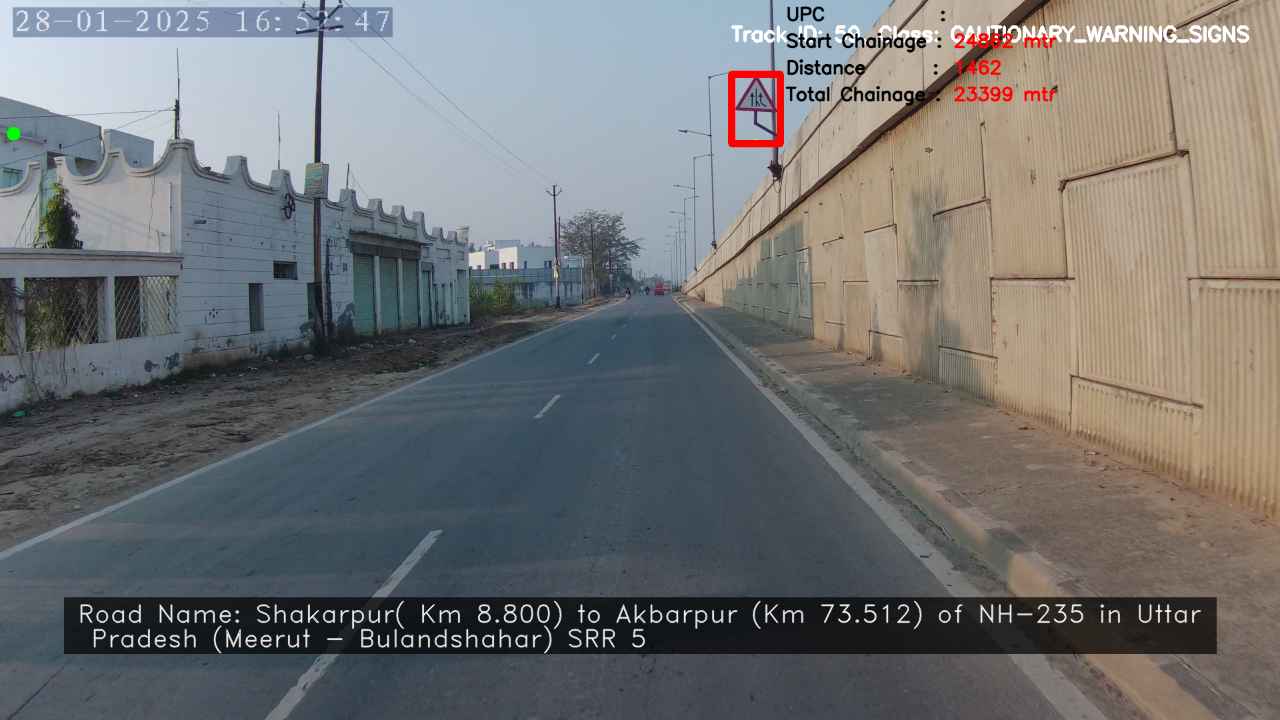 28-01-2025 16:52:47
UPC :
Track ID: 50 Class: CAUTIONARY_WARNING_SIGNS
Start Chainage : 24862 mtr
Distance : 1462
Total Chainage : 23399 mtr
Road Name: Shakarpur( Km 8.800) to Akbarpur (Km 73.512) of NH-235 in Uttar
Pradesh (Meerut - Bulandshahar) SRR 5